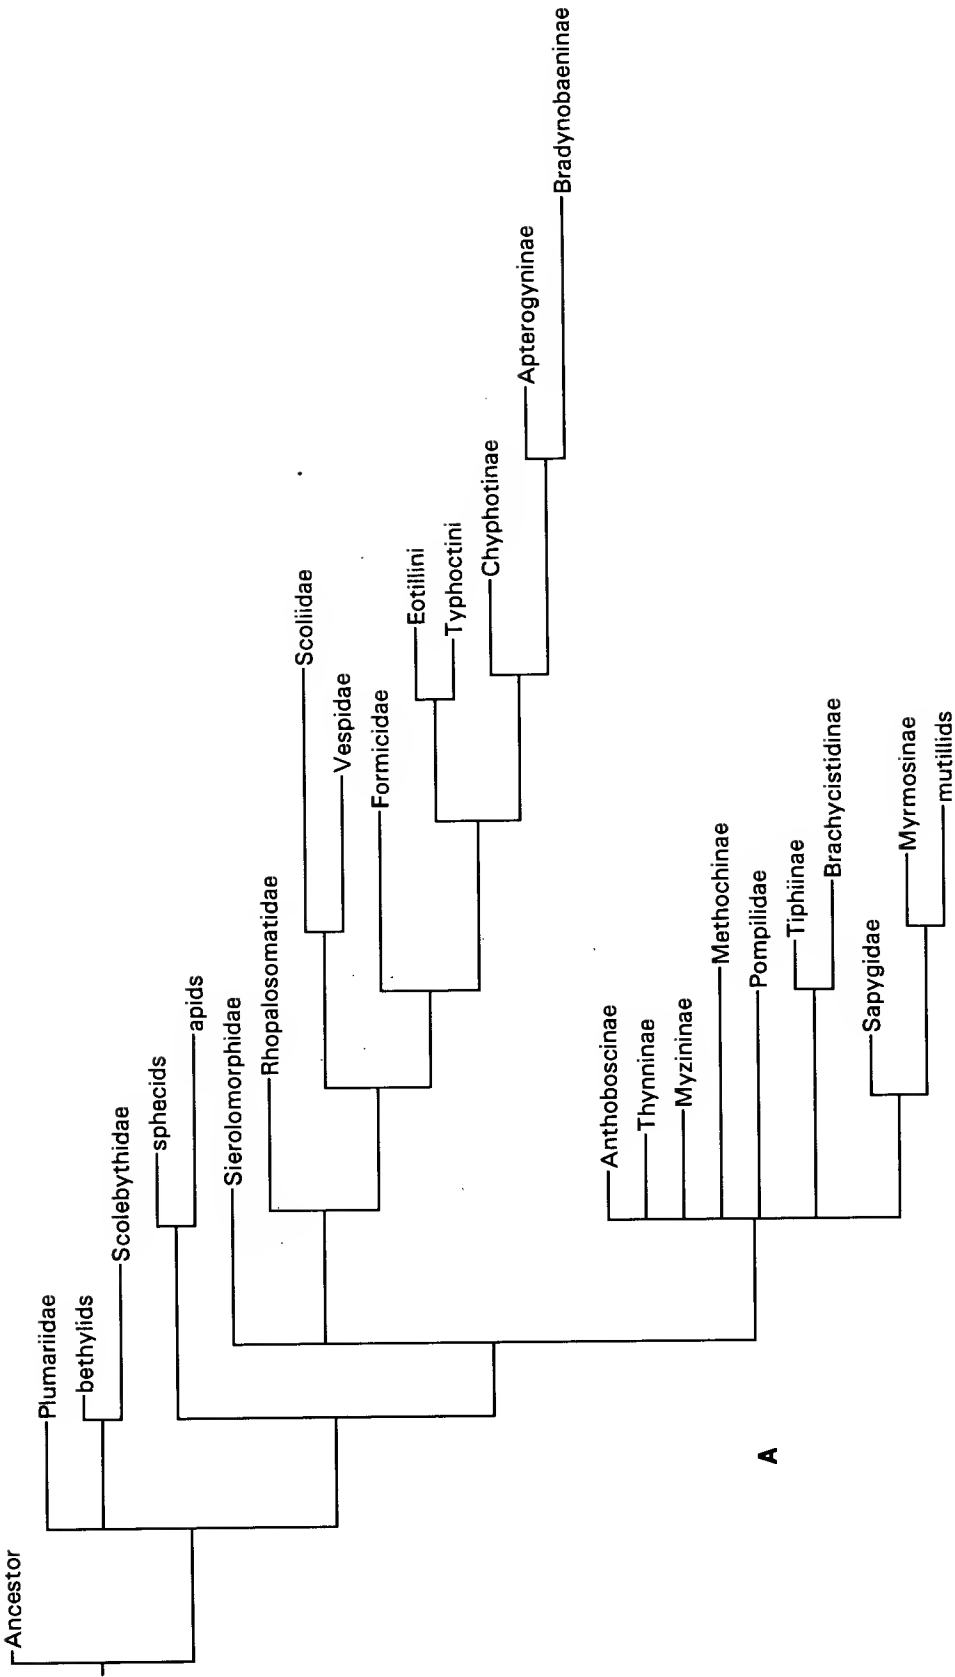 Ancestor
Plumariidae
bethylids
Scolebythidae
sphecids
apids
Sierolomorphidae
Rhopalosomatidae
Scoliidae
Vespidae
Formicidae
Eotillini
Typhoctini
Chyphotinae
Apterogyninae
Bradynobaeninae
Anthoboscinae
Thynninae
Myzininae
Methochinae
Pompilidae
Tiphiinae
Brachycistidinae
Sapygidae
Myrmosinae
mutillids
A